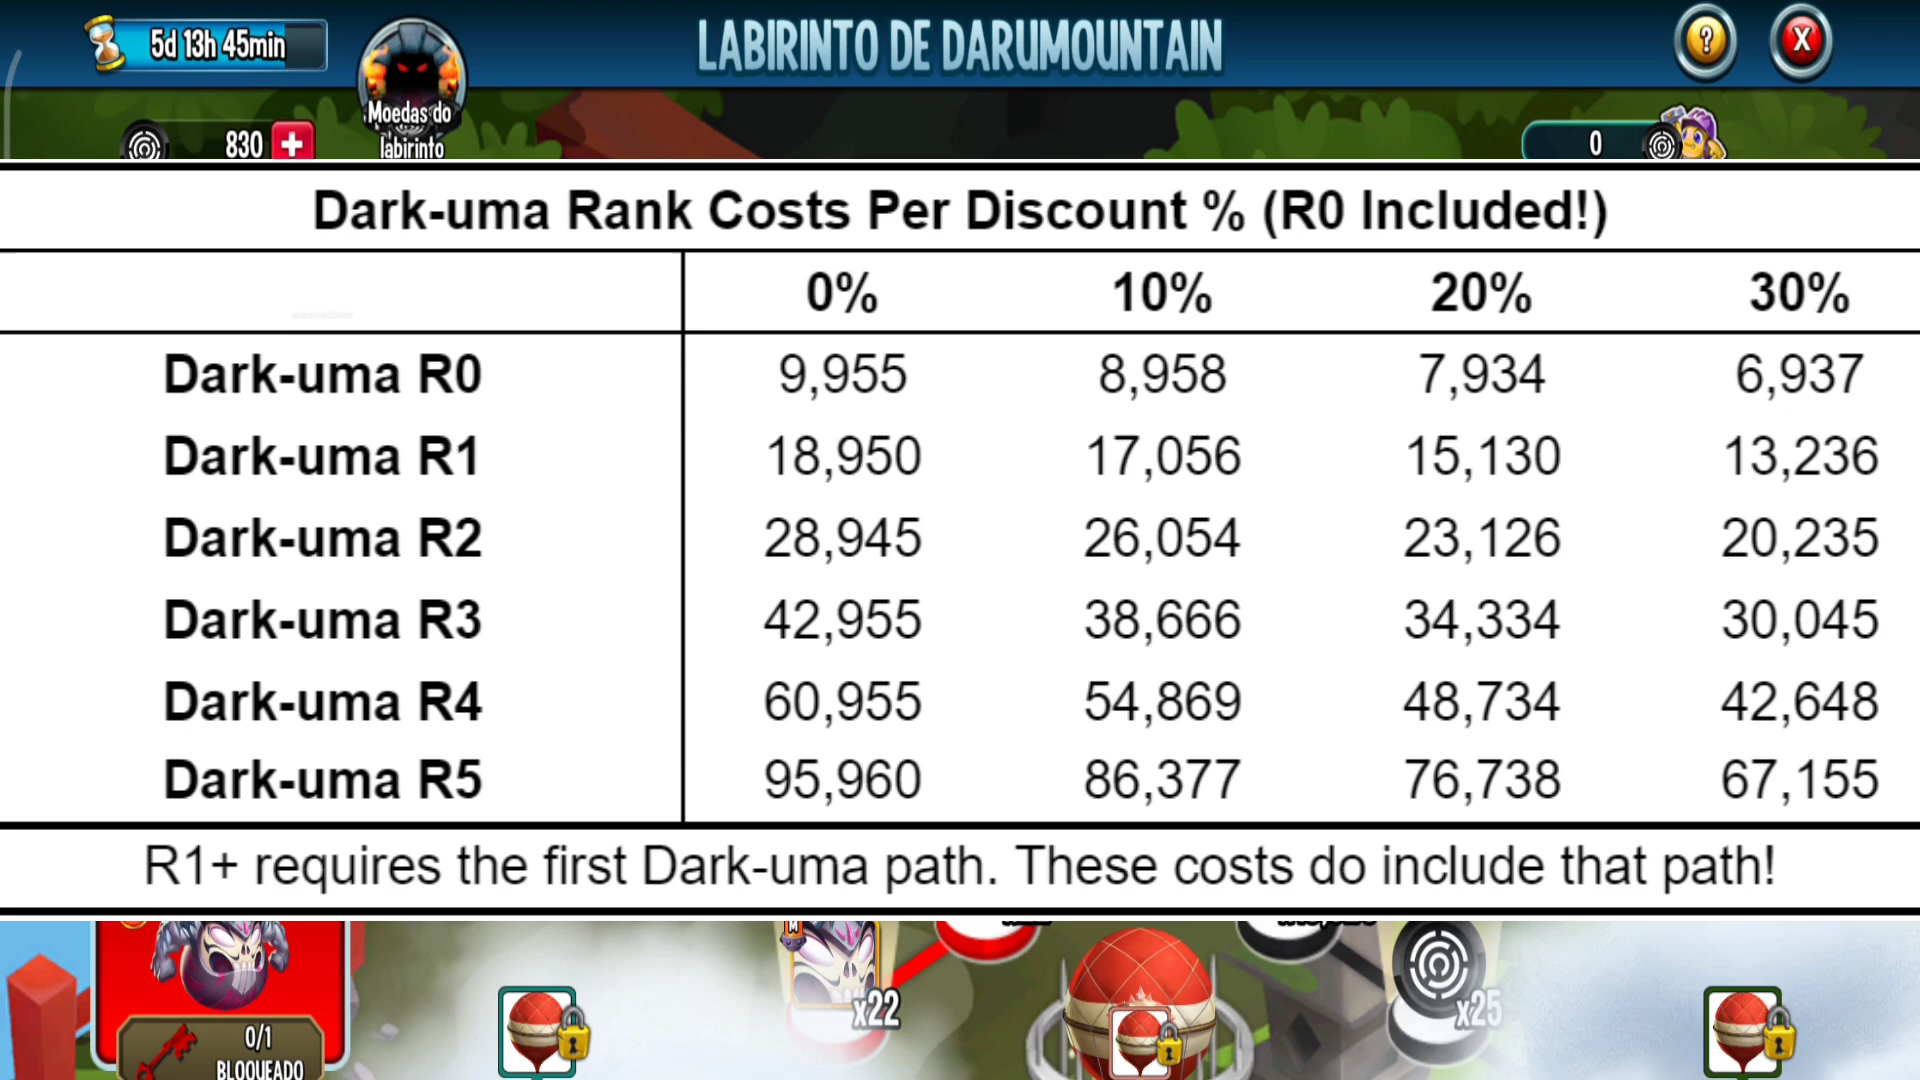 5d 13h 45min
LABIRINTO DE DARUMOUNTAIN
?
X
Moedas do
labirinto
830
0
Dark-uma Rank Costs Per Discount % (R0 Included!)
0% 10% 20% 30%
Dark-uma R0 9,955 8,958 7,934 6,937
Dark-uma R1 18,950 17,056 15,130 13,236
Dark-uma R2 28,945 26,054 23,126 20,235
Dark-uma R3 42,955 38,666 34,334 30,045
Dark-uma R4 60,955 54,869 48,734 42,648
Dark-uma R5 95,960 86,377 76,738 67,155
R1+ requires the first Dark-uma path. These costs do include that path!
M
x22
x25
0/1
BLOQUEADO